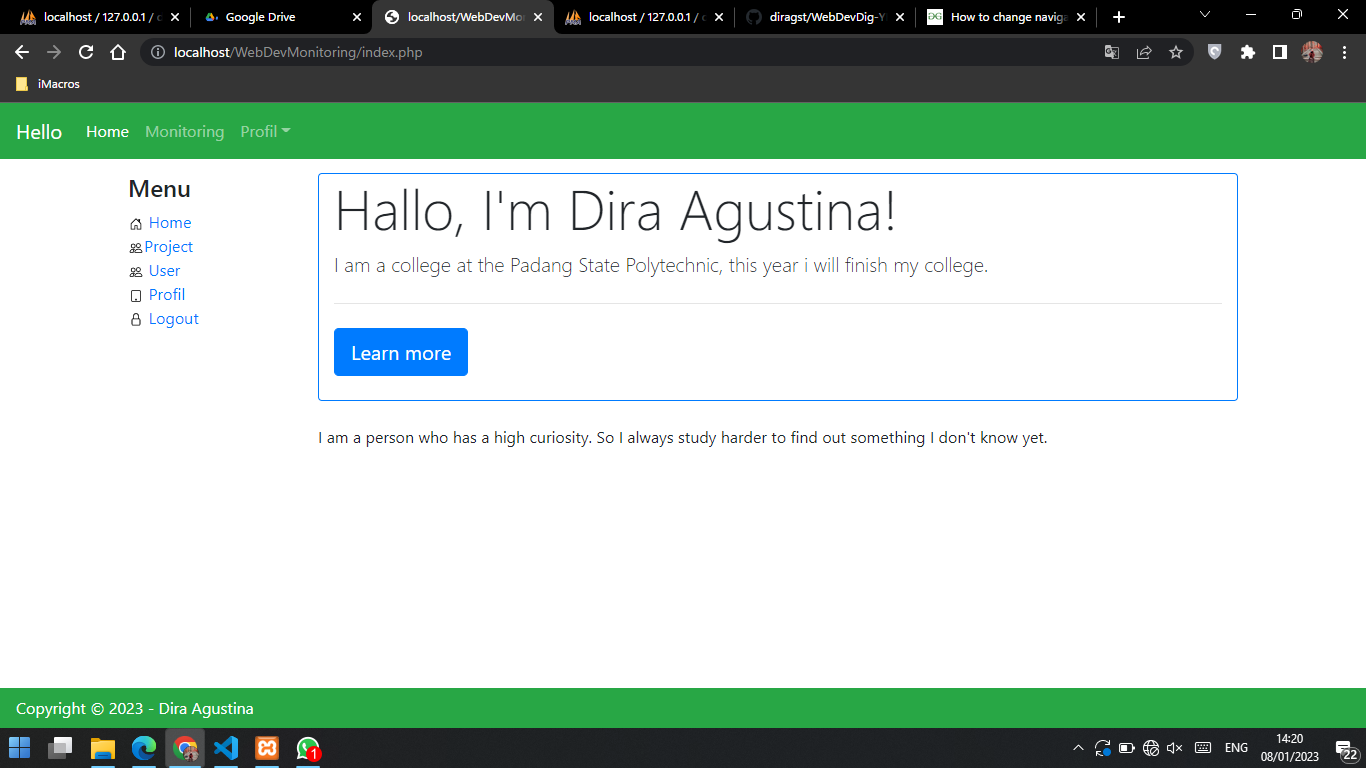 localhost / 127.0.0.1 / c
Google Drive
localhost/WebDevMo
localhost / 127.0.0.1 / c
diragst/WebDevDig-Y
How to change naviga
localhost/WebDevMonitoring/index.php
iMacros
Hello Home Monitoring Profil
Menu
Home
Project
User
Profil
Logout
Hallo, I'm Dira Agustina!
I am a college at the Padang State Polytechnic, this year i will finish my college.
Learn more
I am a person who has a high curiosity. So I always study harder to find out something I don't know yet.
Copyright © 2023 - Dira Agustina
1
ENG
14:20
08/01/2023
22